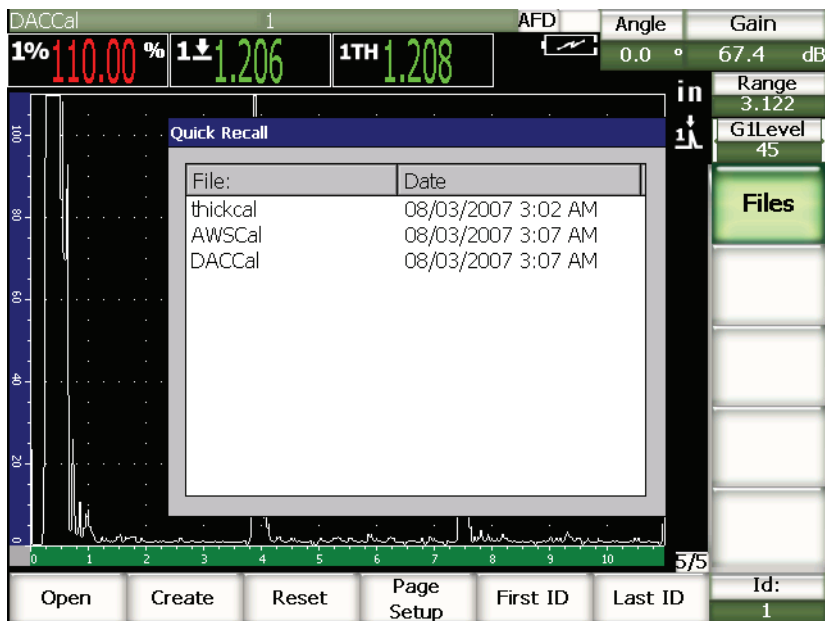 DACCal 1 AFD
Angle
0.0 °
Gain
67.4 dB
1% 110.00 %
1 1.206
1TH 1.208
in
Range
3.122
G1Level
45
1
Files
Quick Recall
File: Date
thickcal 08/03/2007 3:02 AM
AWSCal 08/03/2007 3:07 AM
DACCal 08/03/2007 3:07 AM
100
80
60
40
20
0
0 1 2 3 4 5 6 7 8 9 10
5/5
Open
Create
Reset
Page
Setup
First ID
Last ID
Id:
1